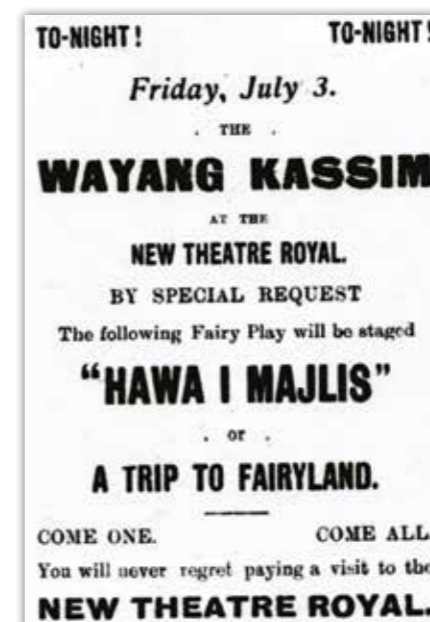 TO-NIGHT! TO-NIGHT!
Friday, July 3.
. THE .
WAYANG KASSIM
AT THE
NEW THEATRE ROYAL.
BY SPECIAL REQUEST
The following Fairy Play will be staged
“HAWA I MAJLIS”
. or .
A TRIP TO FAIRYLAND.
COME ONE. COME ALL.
You will never regret paying a visit to the
NEW THEATRE ROYAL.